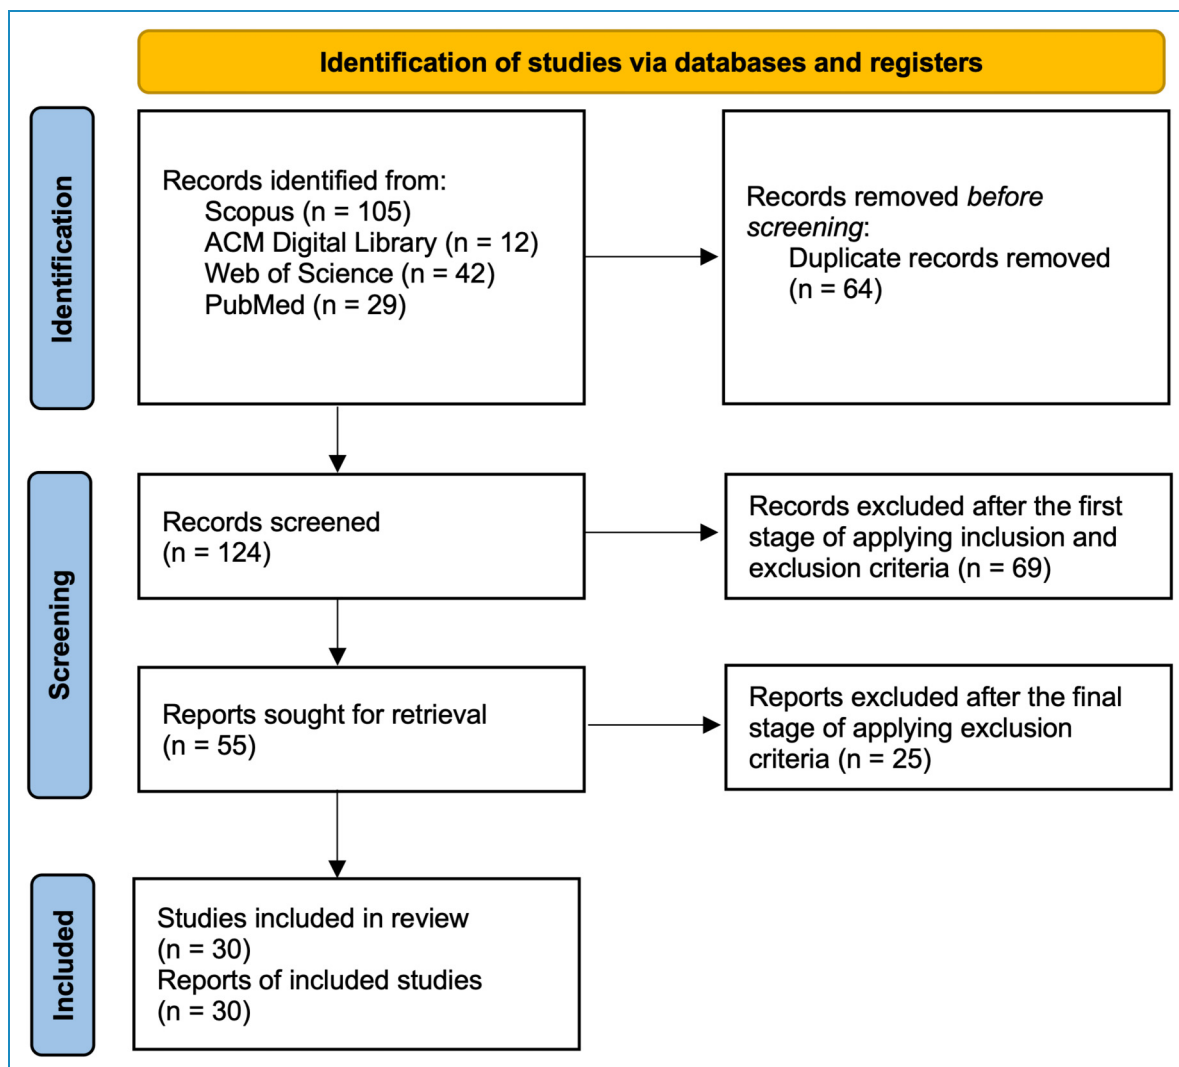 Identification of studies via databases and registers
Identification
Records identified from:
Scopus (n = 105)
ACM Digital Library (n = 12)
Web of Science (n = 42)
PubMed (n = 29)
Records removed before
screening:
Duplicate records removed
(n = 64)
Screening
Records screened
(n = 124)
Records excluded after the first
stage of applying inclusion and
exclusion criteria (n = 69)
Reports sought for retrieval
(n = 55)
Reports excluded after the final
stage of applying exclusion
criteria (n = 25)
Included
Studies included in review
(n = 30)
Reports of included studies
(n = 30)